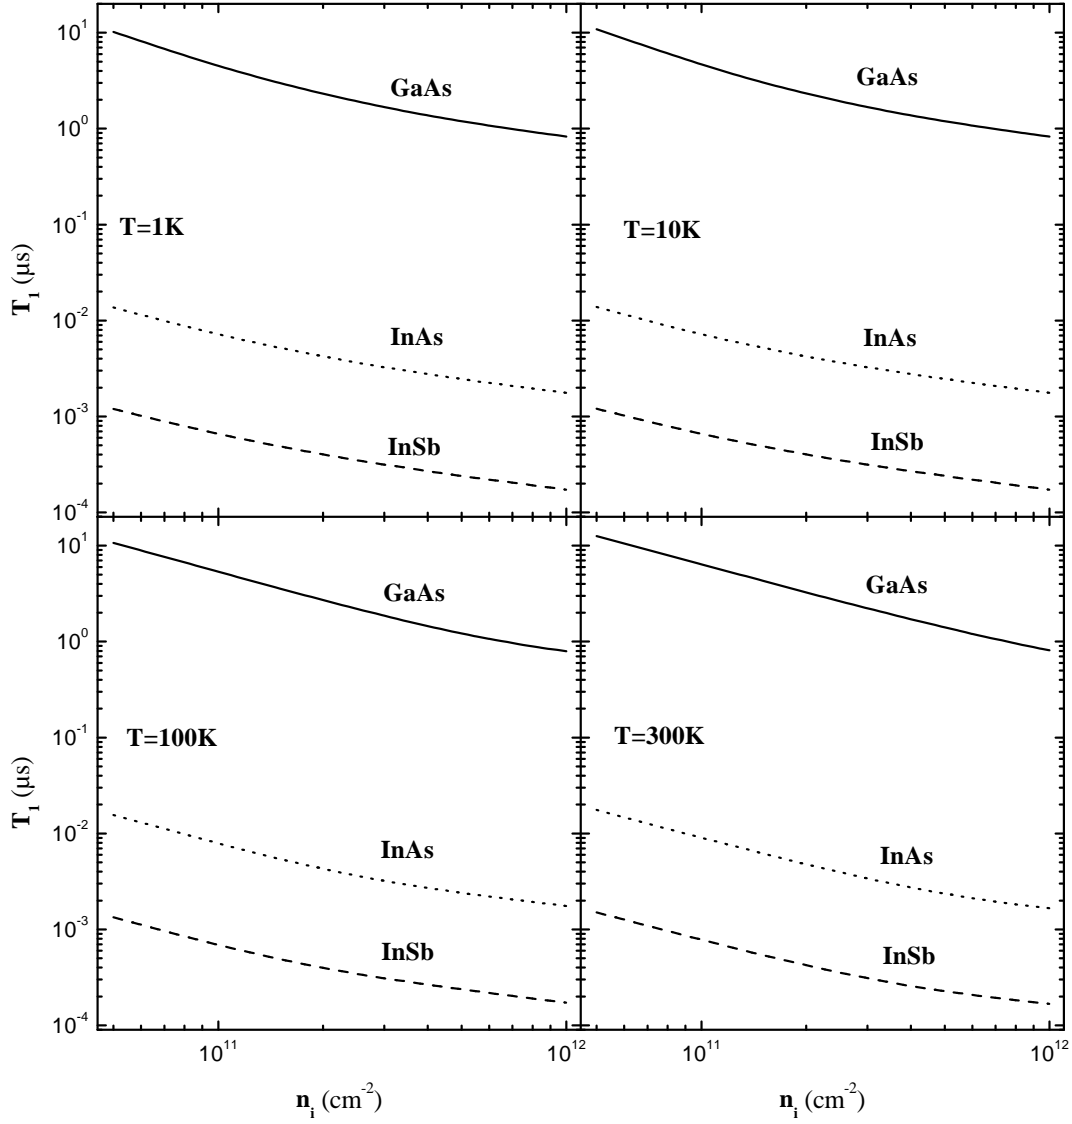 10^1
10^0
10^-1
10^-2
10^-3
10^-4
T_1 (μs)
GaAs
T=1K
InAs
InSb
GaAs
T=10K
InAs
InSb
10^1
10^0
10^-1
10^-2
10^-3
10^-4
T_1 (μs)
GaAs
T=100K
InAs
InSb
GaAs
T=300K
InAs
InSb
10^11
10^12
10^11
10^12
n_i (cm^-2)
n_i (cm^-2)